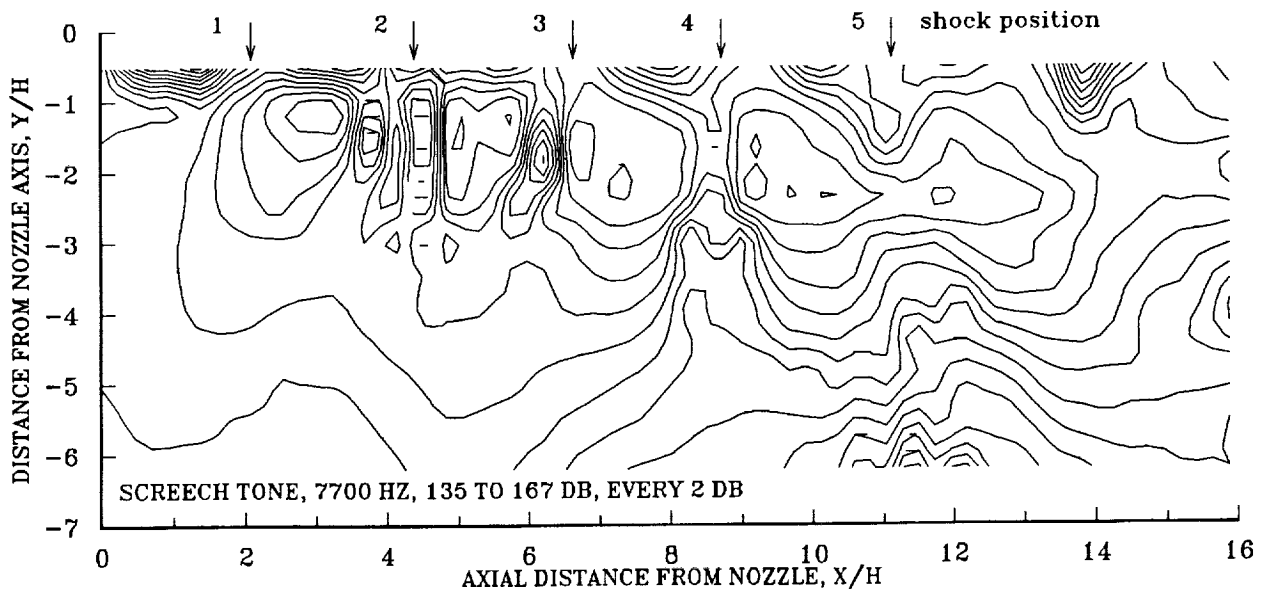 1 2 3 4 5 shock position
0
-1
-2
-3
-4
-5
-6
-7
DISTANCE FROM NOZZLE AXIS, Y/H
SCREECH TONE, 7700 HZ, 135 TO 167 DB, EVERY 2 DB
0 2 4 6 8 10 12 14 16
AXIAL DISTANCE FROM NOZZLE, X/H